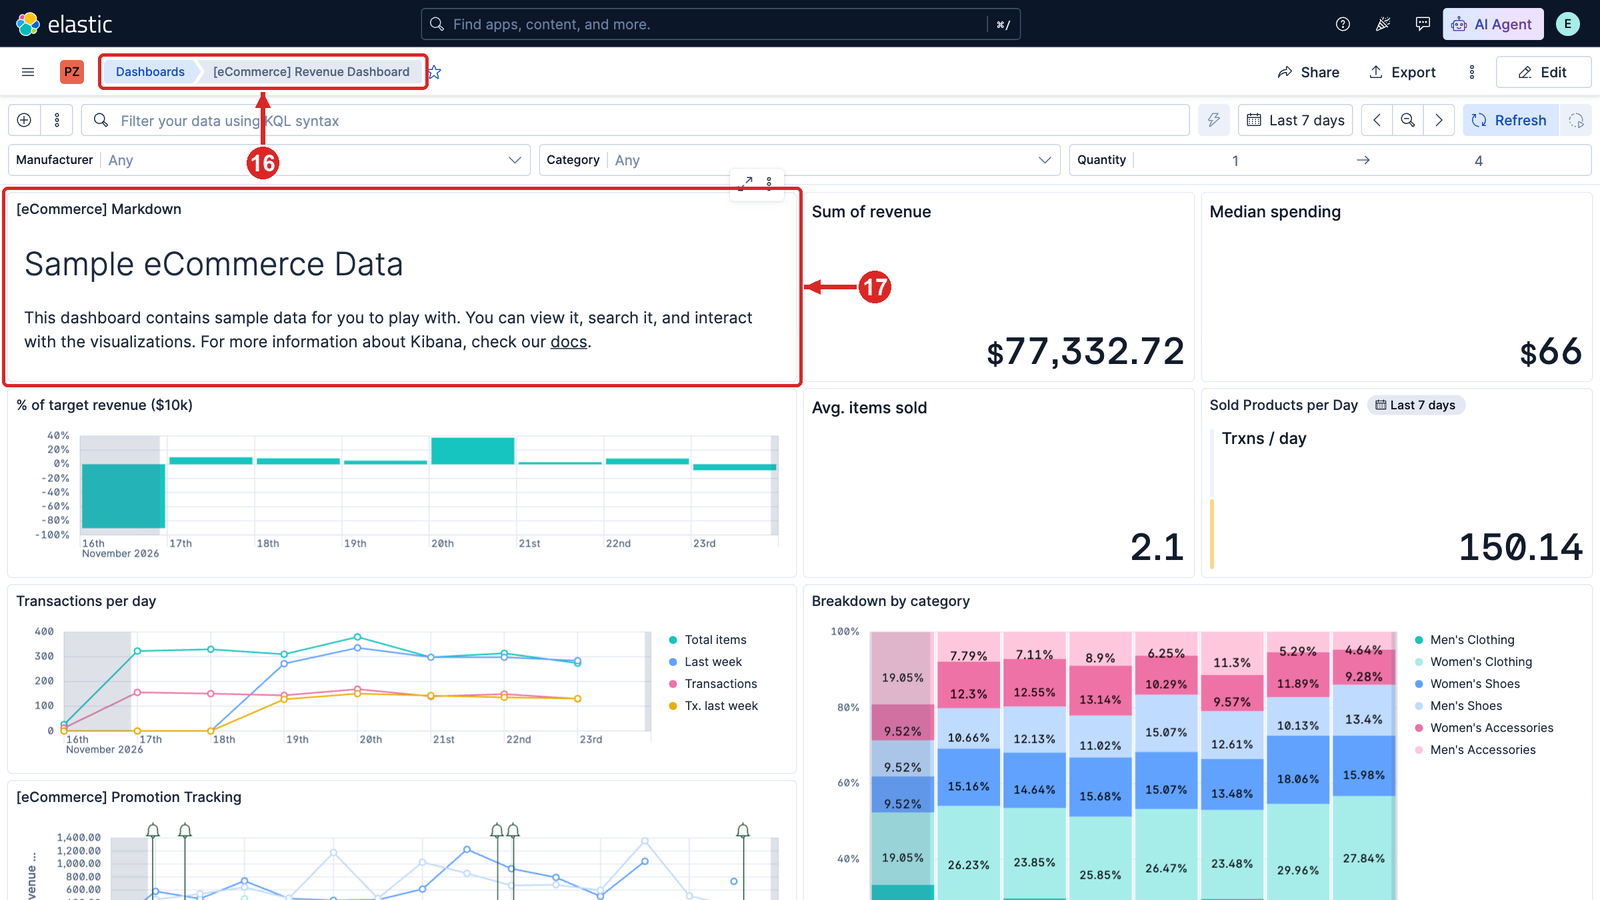 elastic
Find apps, content, and more.
⌘/
AI Agent
E
PZ
Dashboards
[eCommerce] Revenue Dashboard
Share
Export
Edit
Filter your data using KQL syntax
Last 7 days
Refresh
Manufacturer
Any
16
Category
Any
Quantity
1
→
4
[eCommerce] Markdown
Sample eCommerce Data
This dashboard contains sample data for you to play with. You can view it, search it, and interact
with the visualizations. For more information about Kibana, check our docs.
17
Sum of revenue
$77,332.72
Median spending
$66
% of target revenue ($10k)
40%
20%
0%
-20%
-40%
-60%
-80%
-100%
16th
17th
18th
19th
20th
21st
22nd
23rd
November 2026
Avg. items sold
2.1
Sold Products per Day
Last 7 days
Trxns / day
150.14
Transactions per day
400
300
200
100
0
16th
17th
18th
19th
20th
21st
22nd
23rd
November 2026
Total items
Last week
Transactions
Tx. last week
Breakdown by category
100%
80%
60%
40%
19.05%
9.52%
9.52%
9.52%
19.05%
7.79%
12.3%
10.66%
15.16%
26.23%
7.11%
12.55%
12.13%
14.64%
23.85%
8.9%
13.14%
11.02%
15.68%
25.85%
6.25%
10.29%
15.07%
15.07%
26.47%
11.3%
9.57%
12.61%
13.48%
23.48%
5.29%
11.89%
10.13%
18.06%
29.96%
4.64%
9.28%
13.4%
15.98%
27.84%
Men's Clothing
Women's Clothing
Women's Shoes
Men's Shoes
Women's Accessories
Men's Accessories
[eCommerce] Promotion Tracking
1,400.00
1,200.00
1,000.00
800.00
600.00